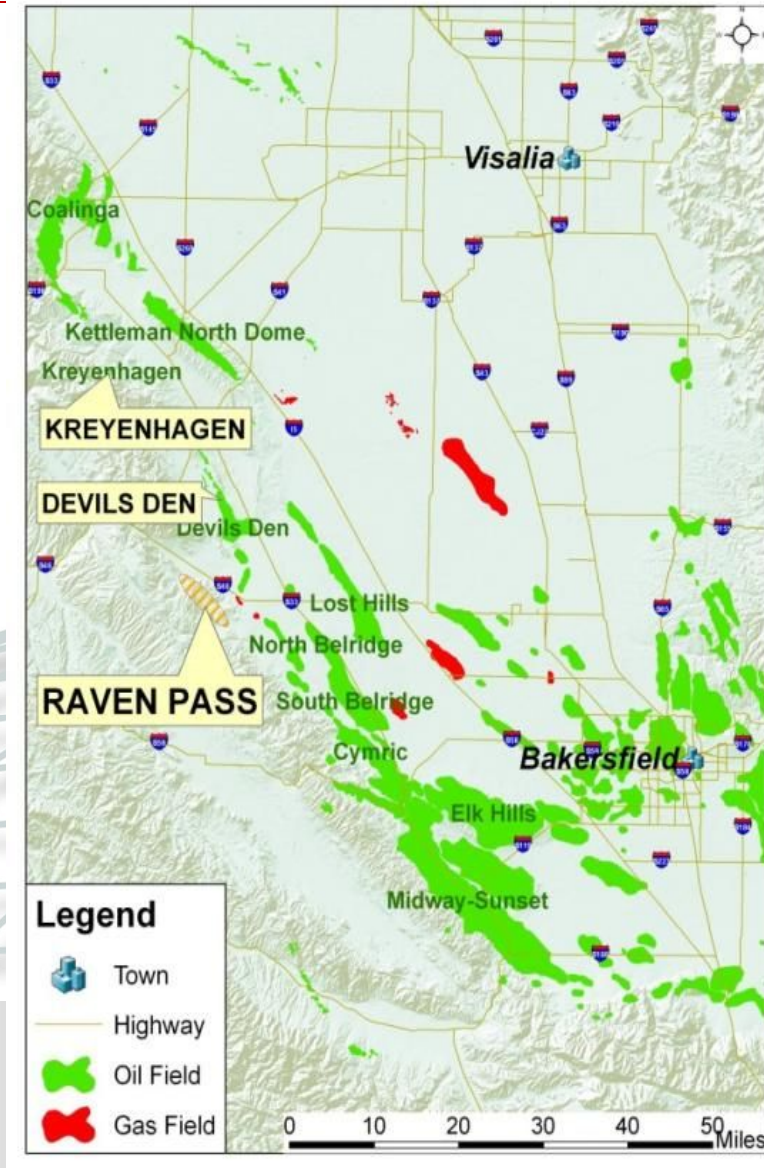 Visalia
Coalinga
Kettleman North Dome
Kreyenhagen
KREYENHAGEN
DEVILS DEN
Devils Den
Lost Hills
North Belridge
RAVEN PASS
South Belridge
Cymric
Bakersfield
Elk Hills
Midway-Sunset
Legend
Town
Highway
Oil Field
Gas Field
0 10 20 30 40 50 Miles